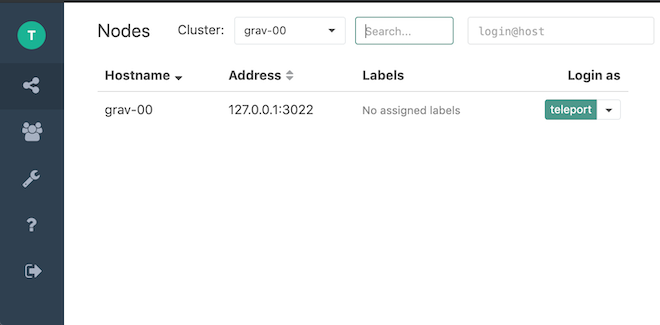 T
Nodes Cluster: grav-00 Search... login@host
Hostname Address Labels Login as
grav-00 127.0.0.1:3022 No assigned labels teleport
?